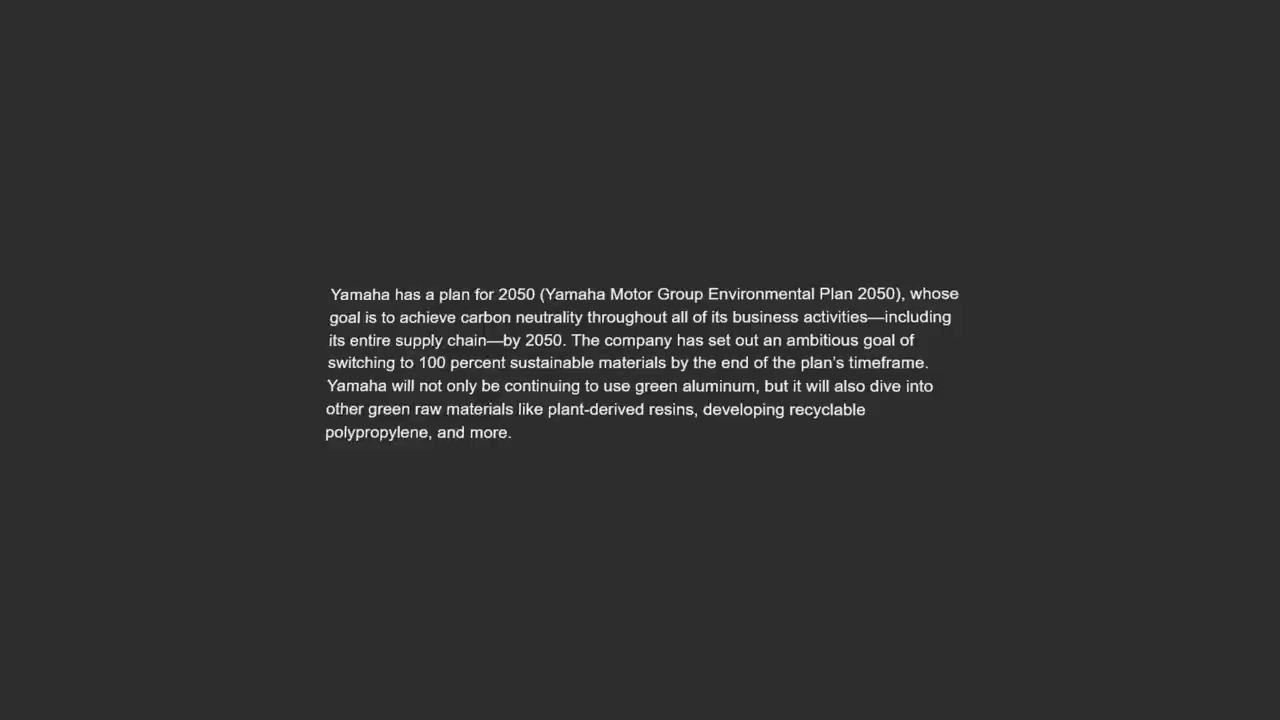 Yamaha has a plan for 2050 (Yamaha Motor Group Environmental Plan 2050), whose
goal is to achieve carbon neutrality throughout all of its business activities—including
its entire supply chain—by 2050. The company has set out an ambitious goal of
switching to 100 percent sustainable materials by the end of the plan's timeframe.
Yamaha will not only be continuing to use green aluminum, but it will also dive into
other green raw materials like plant-derived resins, developing recyclable
polypropylene, and more.